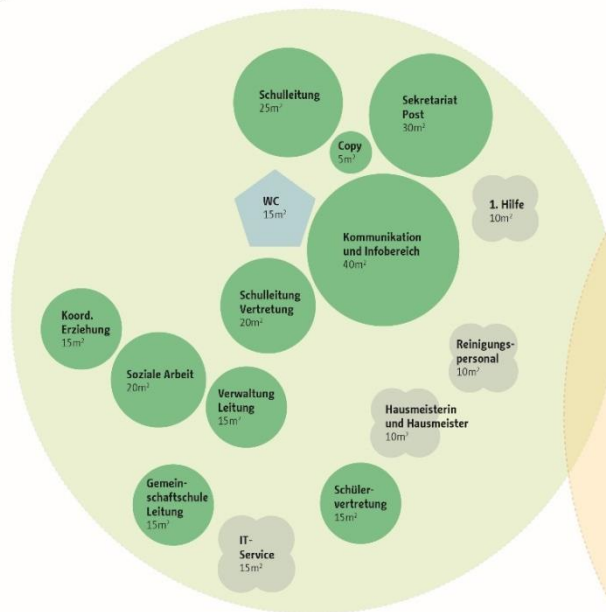 Schulleitung
25m²
Sekretariat
Post
30m²
Copy
5m²
WC
15m²
1. Hilfe
10m²
Kommunikation
und Infobereich
40m²
Schulleitung
Vertretung
20m²
Koord.
Erziehung
15m²
Reinigungs-
personal
10m²
Soziale Arbeit
20m²
Verwaltung
Leitung
15m²
Hausmeisterin
und Hausmeister
10m²
Gemein-
schaftschule
Leitung
15m²
Schüler-
vertretung
15m²
IT-
Service
15m²